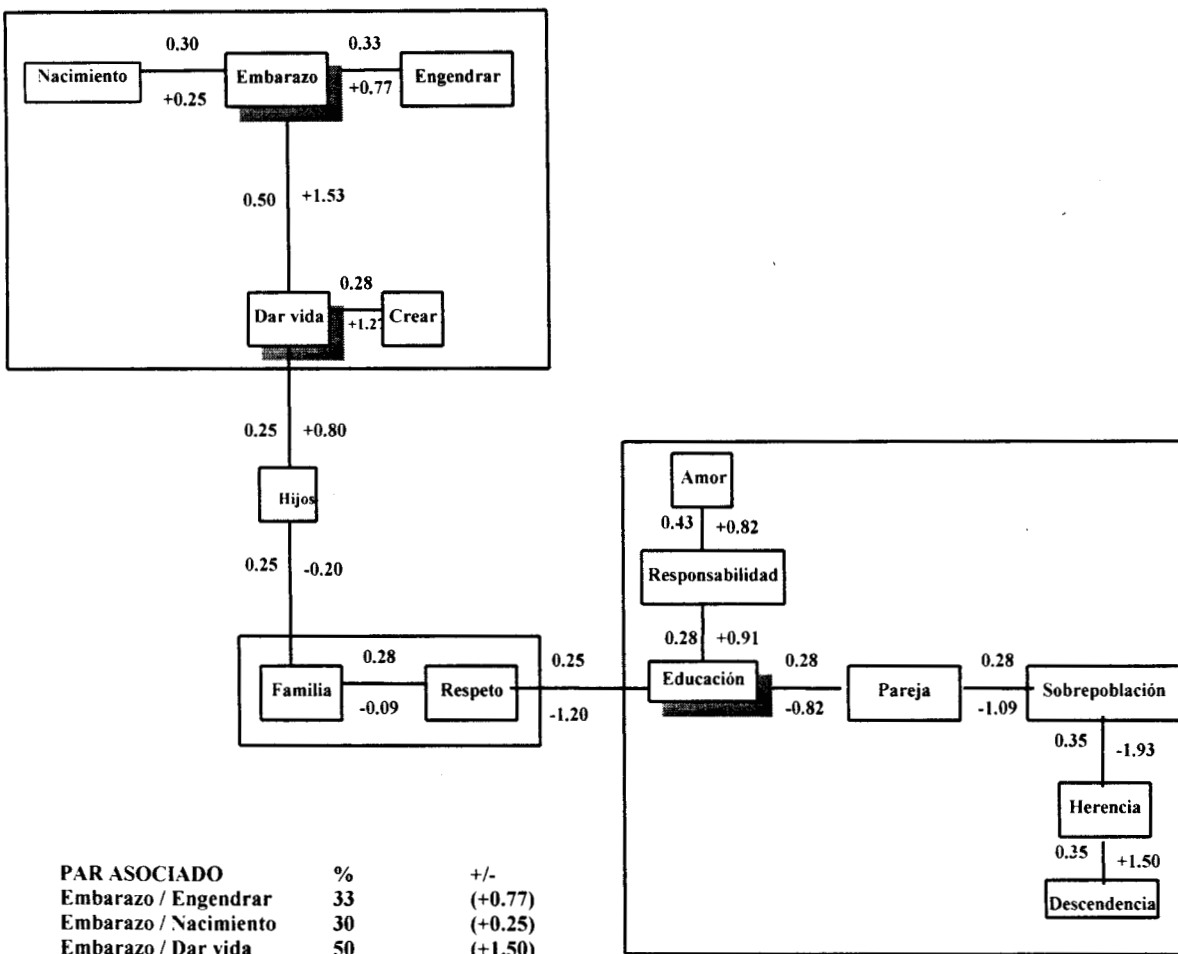 0.30 0.33
Nacimiento Embarazo Engendrar
+0.25 +0.77
0.50 +1.53
0.28
Dar vida Crear
+1.27
0.25 +0.80
Hijos
0.25 -0.20
Amor
0.43 +0.82
Responsabilidad
0.28 +0.91
0.28 0.25 0.28 0.28
Familia Respeto Educación Pareja Sobrepoblación
-0.09 -1.20 -0.82 -1.09
0.35 -1.93
Herencia
0.35 +1.50
Descendencia
PAR ASOCIADO % +/-
Embarazo / Engendrar 33 (+0.77)
Embarazo / Nacimiento 30 (+0.25)
Embarazo / Dar vida 50 (+1.50)